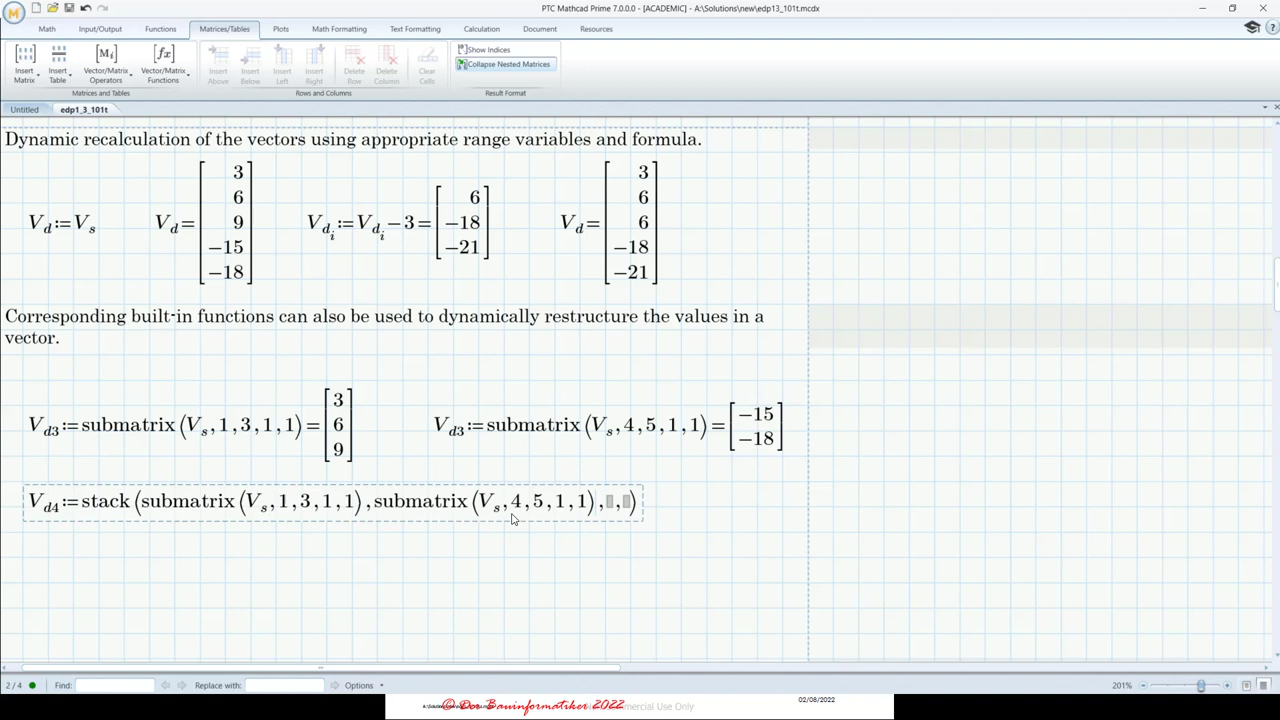 PTC Mathcad Prime 7.0.0.0 - [ACADEMIC] - A:\Solutions\new\edp13_101t.mcdx
Math Input/Output Functions Matrices/Tables Plots Math Formatting Text Formatting Calculation Document Resources
Insert Matrix Insert Table Vector/Matrix Operators Vector/Matrix Functions Insert Above Insert Below Insert Left Insert Right Delete Row Delete Column Clear Cells Show Indices Collapse Nested Matrices
Matrices and Tables Rows and Columns Result Format
Untitled edp1_3_101t
Dynamic recalculation of the vectors using appropriate range variables and formula.
V_d:=V_s V_d=[3 6 9 −15 −18] V_d_i:=V_d_i−3=[6 −18 −21] V_d=[3 6 6 −18 −21]
Corresponding built-in functions can also be used to dynamically restructure the values in a
vector.
V_d3:=submatrix(V_s,1,3,1,1)=[3 6 9] V_d3:=submatrix(V_s,4,5,1,1)=[−15 −18]
V_d4:=stack(submatrix(V_s,1,3,1,1),submatrix(V_s,4,5,1,1),▯,▯)
2/4 Find: Replace with: Options 201%
© Der Bauinformatiker 2022
02/08/2022